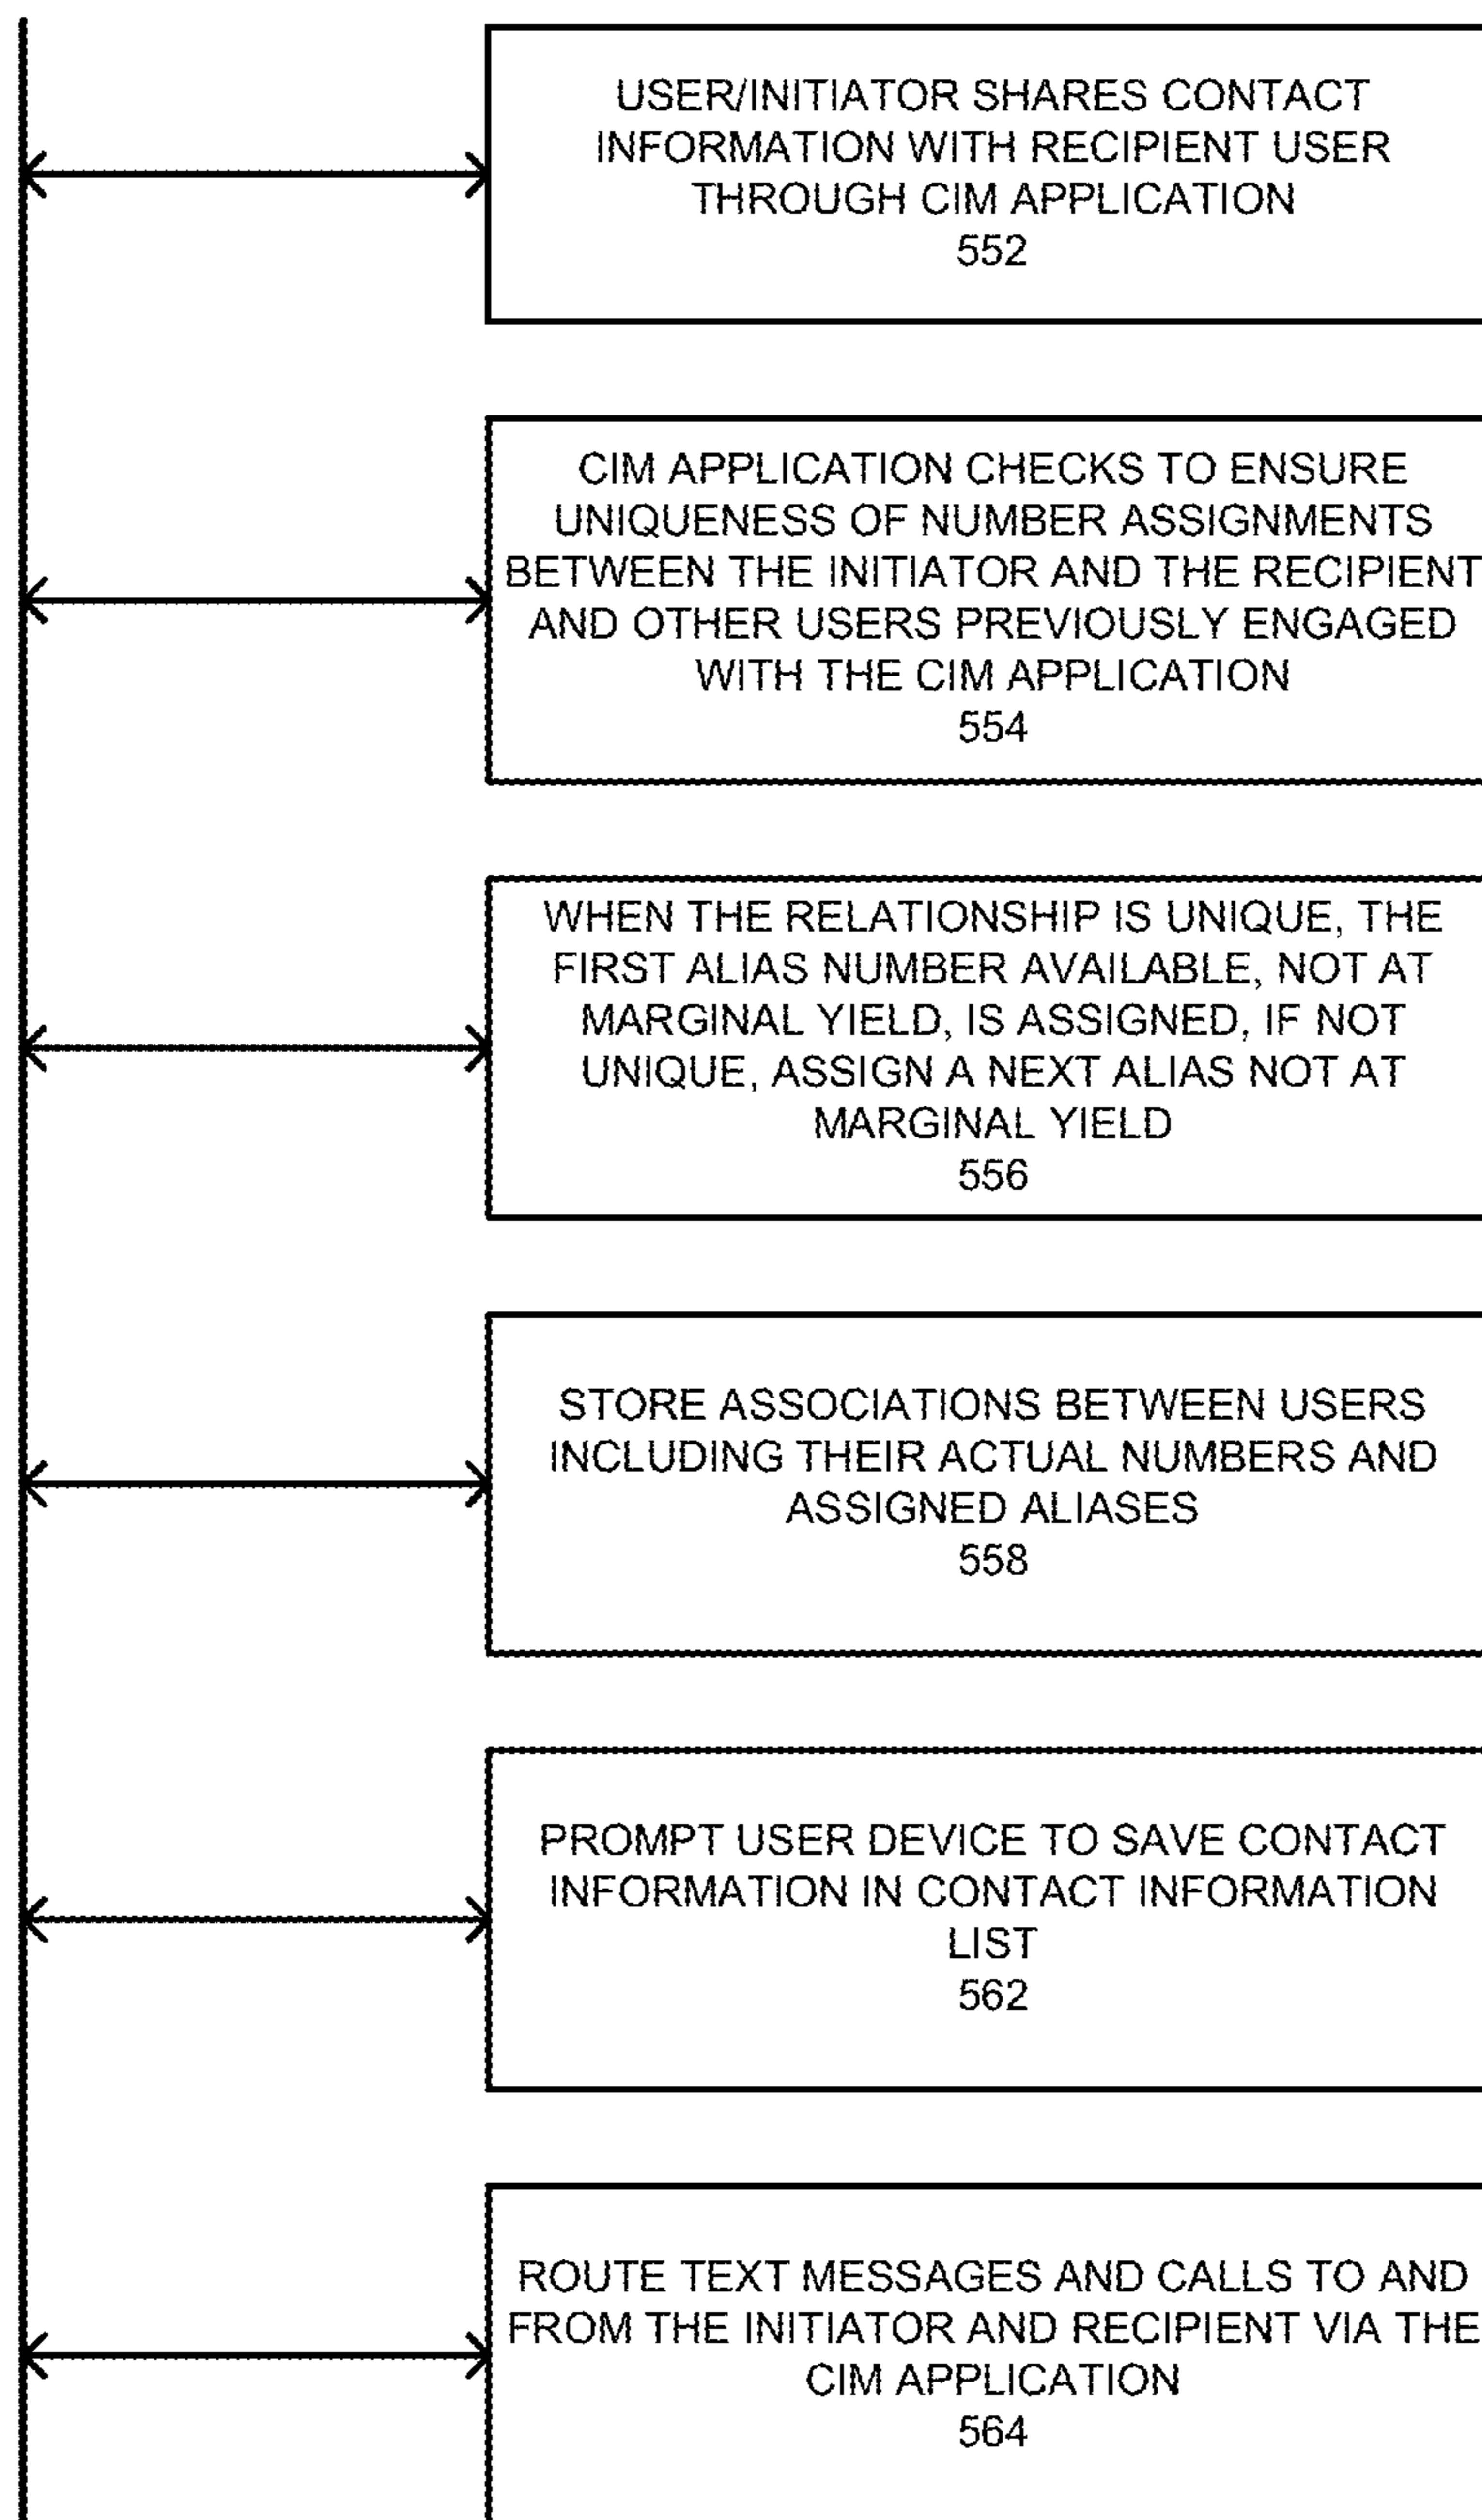 USER/INITIATOR SHARES CONTACT
INFORMATION WITH RECIPIENT USER
THROUGH CIM APPLICATION
552
CIM APPLICATION CHECKS TO ENSURE
UNIQUENESS OF NUMBER ASSIGNMENTS
BETWEEN THE INITIATOR AND THE RECIPIENT
AND OTHER USERS PREVIOUSLY ENGAGED
WITH THE CIM APPLICATION
554
WHEN THE RELATIONSHIP IS UNIQUE, THE
FIRST ALIAS NUMBER AVAILABLE, NOT AT
MARGINAL YIELD, IS ASSIGNED, IF NOT
UNIQUE, ASSIGN A NEXT ALIAS NOT AT
MARGINAL YIELD
556
STORE ASSOCIATIONS BETWEEN USERS
INCLUDING THEIR ACTUAL NUMBERS AND
ASSIGNED ALIASES
558
PROMPT USER DEVICE TO SAVE CONTACT
INFORMATION IN CONTACT INFORMATION
LIST
562
ROUTE TEXT MESSAGES AND CALLS TO AND
FROM THE INITIATOR AND RECIPIENT VIA THE
CIM APPLICATION
564